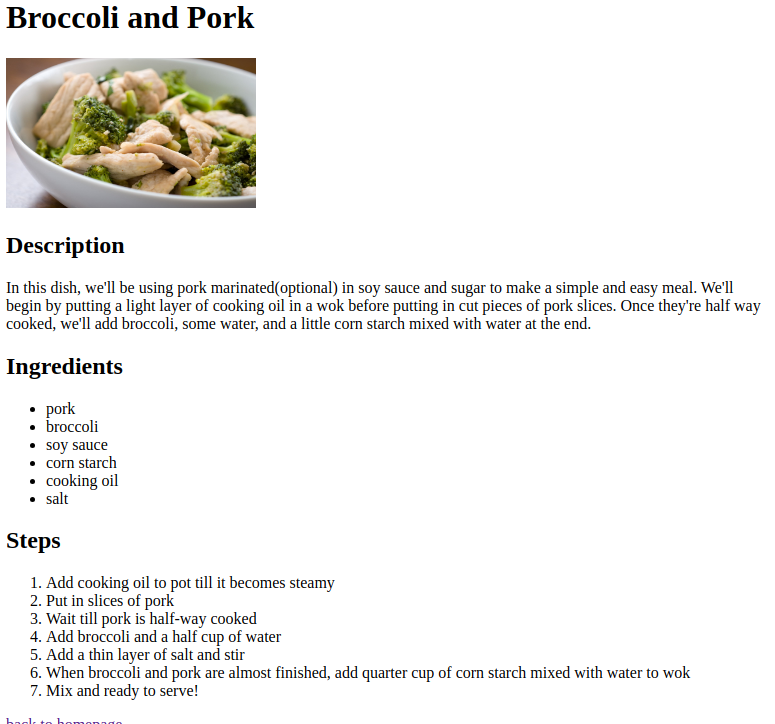 Broccoli and Pork
Description
In this dish, we'll be using pork marinated(optional) in soy sauce and sugar to make a simple and easy meal. We'll
begin by putting a light layer of cooking oil in a wok before putting in cut pieces of pork slices. Once they're half way
cooked, we'll add broccoli, some water, and a little corn starch mixed with water at the end.
Ingredients
• pork
• broccoli
• soy sauce
• corn starch
• cooking oil
• salt
Steps
1. Add cooking oil to pot till it becomes steamy
2. Put in slices of pork
3. Wait till pork is half-way cooked
4. Add broccoli and a half cup of water
5. Add a thin layer of salt and stir
6. When broccoli and pork are almost finished, add quarter cup of corn starch mixed with water to wok
7. Mix and ready to serve!
back to homepage